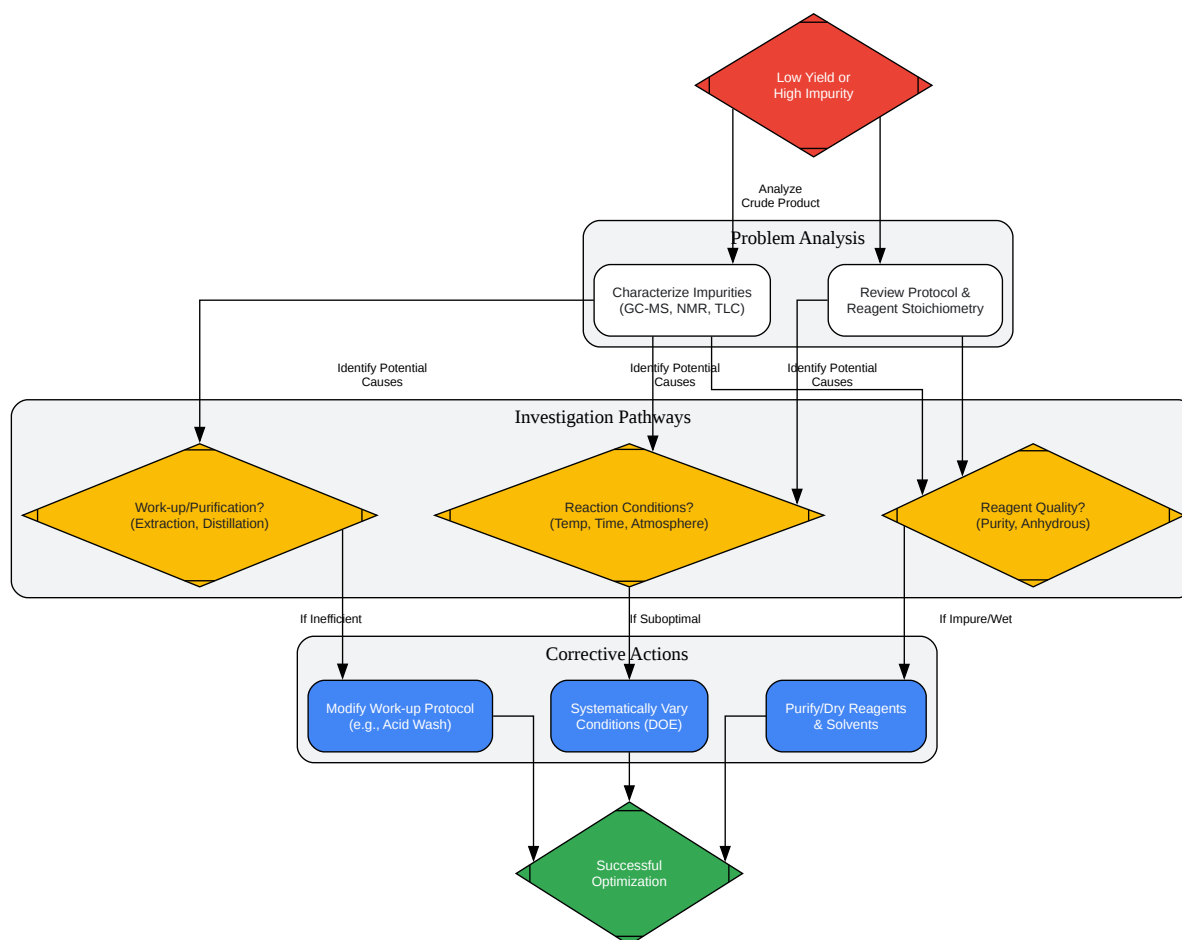 Low Yield or
High Impurity
Analyze
Crude Product
Problem Analysis
Characterize Impurities
(GC-MS, NMR, TLC)
Review Protocol &
Reagent Stoichiometry
Identify Potential
Causes
Identify Potential
Causes
Identify Potential
Causes
Investigation Pathways
Work-up/Purification?
(Extraction, Distillation)
Reaction Conditions?
(Temp, Time, Atmosphere)
Reagent Quality?
(Purity, Anhydrous)
If Inefficient
If Suboptimal
If Impure/Wet
Corrective Actions
Modify Work-up Protocol
(e.g., Acid Wash)
Systematically Vary
Conditions (DOE)
Purify/Dry Reagents
& Solvents
Successful
Optimization